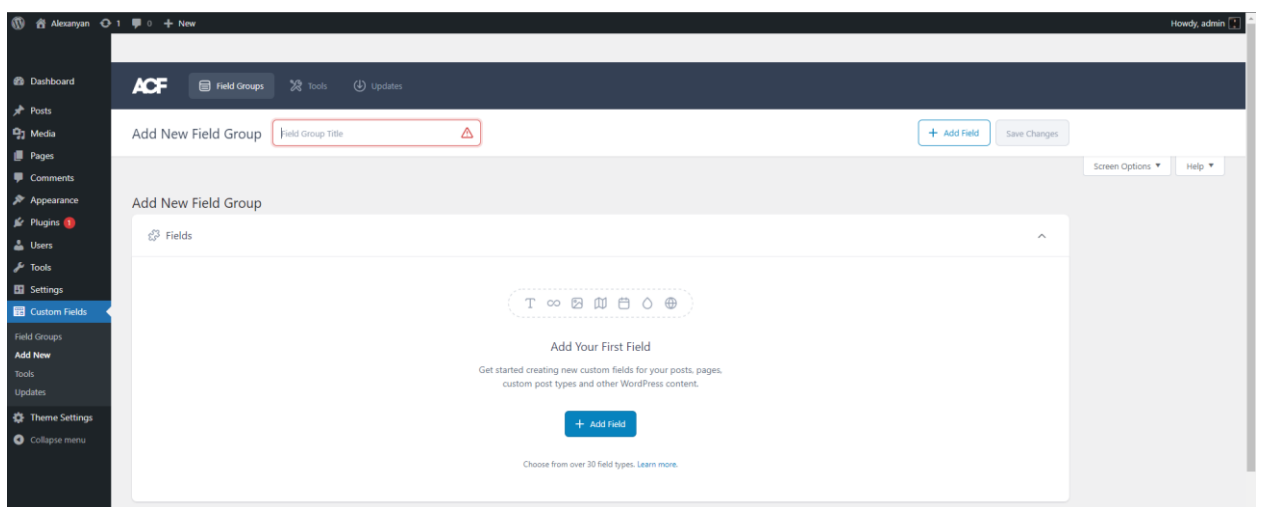 Alexanyan 1 0 + New Howdy, admin
Dashboard
Posts
Media
Pages
Comments
Appearance
Plugins 1
Users
Tools
Settings
Custom Fields
Field Groups
Add New
Tools
Updates
Theme Settings
Collapse menu
ACF Field Groups Tools Updates
Add New Field Group Field Group Title + Add Field Save Changes
Screen Options ▼ Help ▼
Add New Field Group
Fields
Add Your First Field
Get started creating new custom fields for your posts, pages,
custom post types and other WordPress content.
+ Add Field
Choose from over 30 field types. Learn more.